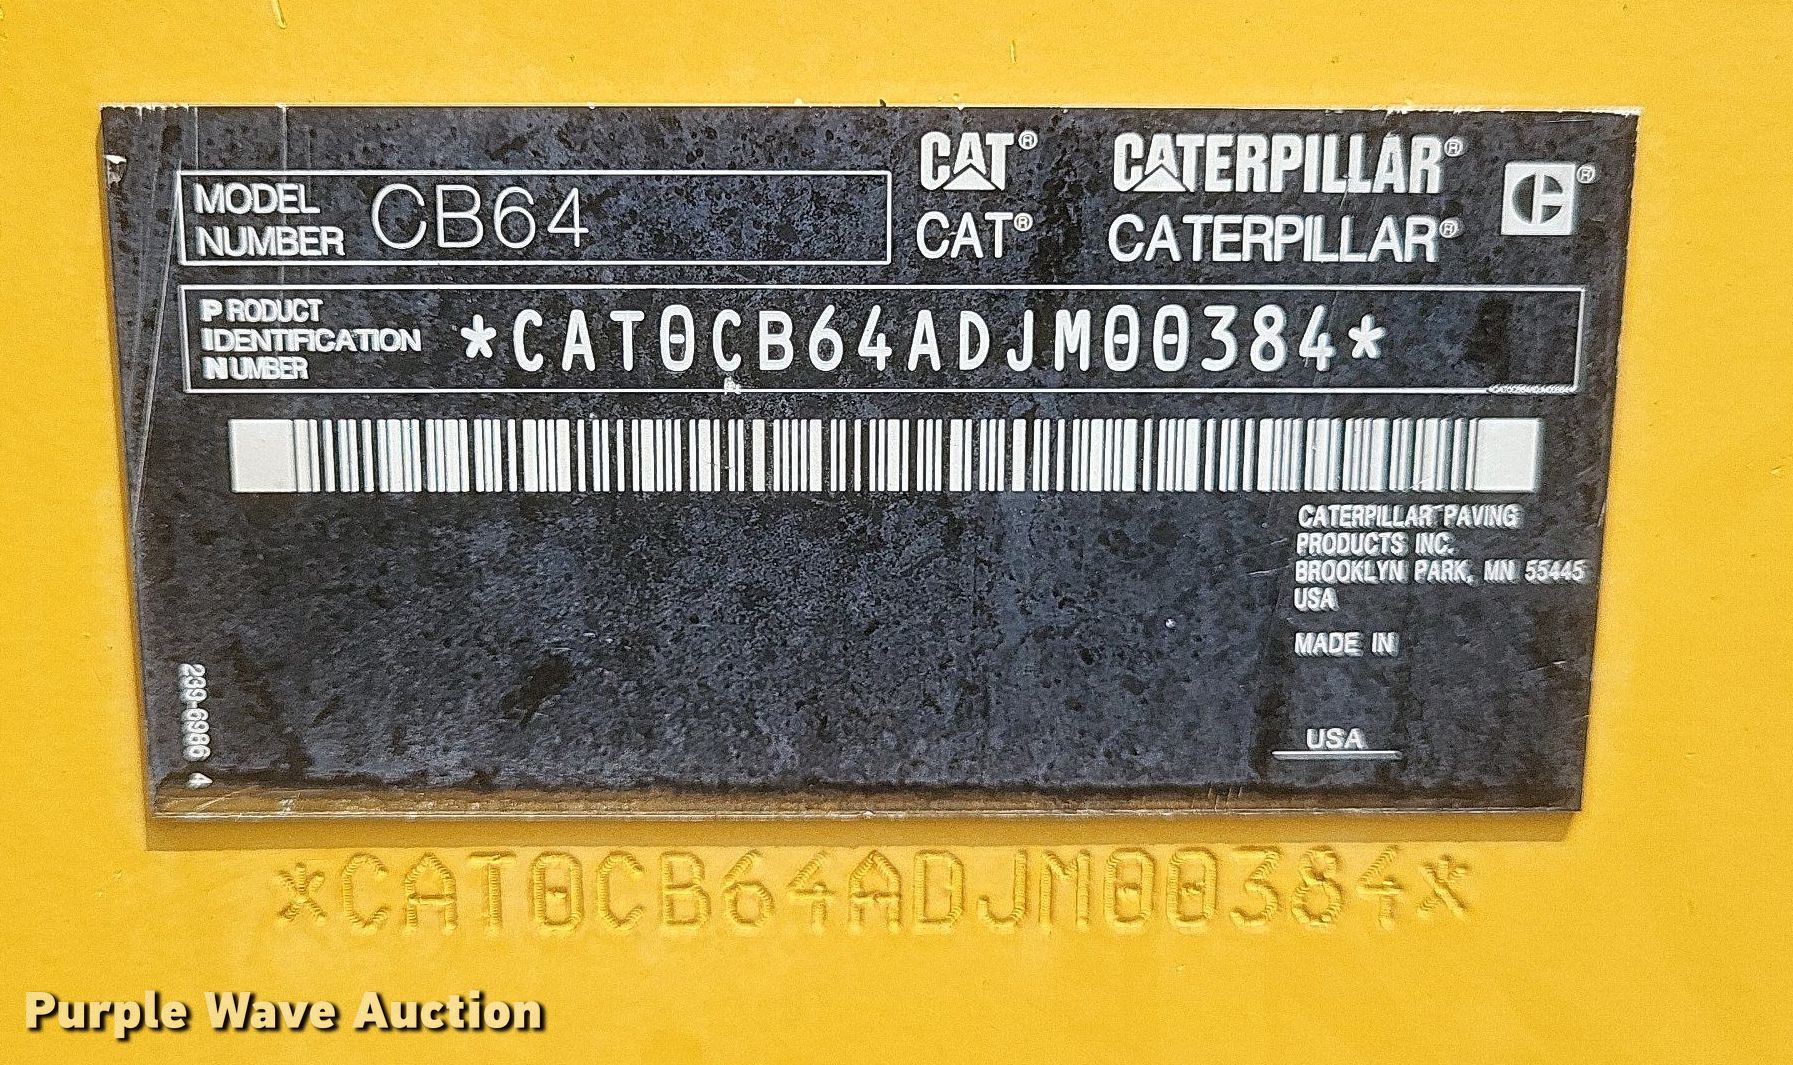 CAT® CATERPILLAR®
MODEL NUMBER CB64
CAT® CATERPILLAR®
PRODUCT IDENTIFICATION NUMBER *CAT0CB64ADJM00384*
CATERPILLAR PAVING
PRODUCTS INC.
BROOKLYN PARK, MN 55445
USA
MADE IN
USA
239-6986 4
*CAT0CB64ADJM00384*
Purple Wave Auction